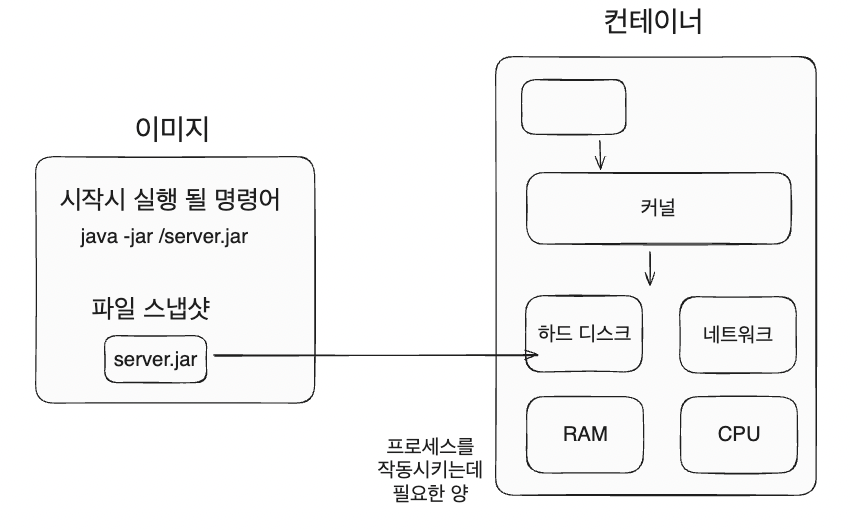 컨테이너
이미지
시작시 실행 될 명령어
java -jar /server.jar
파일 스냅샷
server.jar
커널
하드 디스크
네트워크
RAM
CPU
프로세스를
작동시키는데
필요한 양